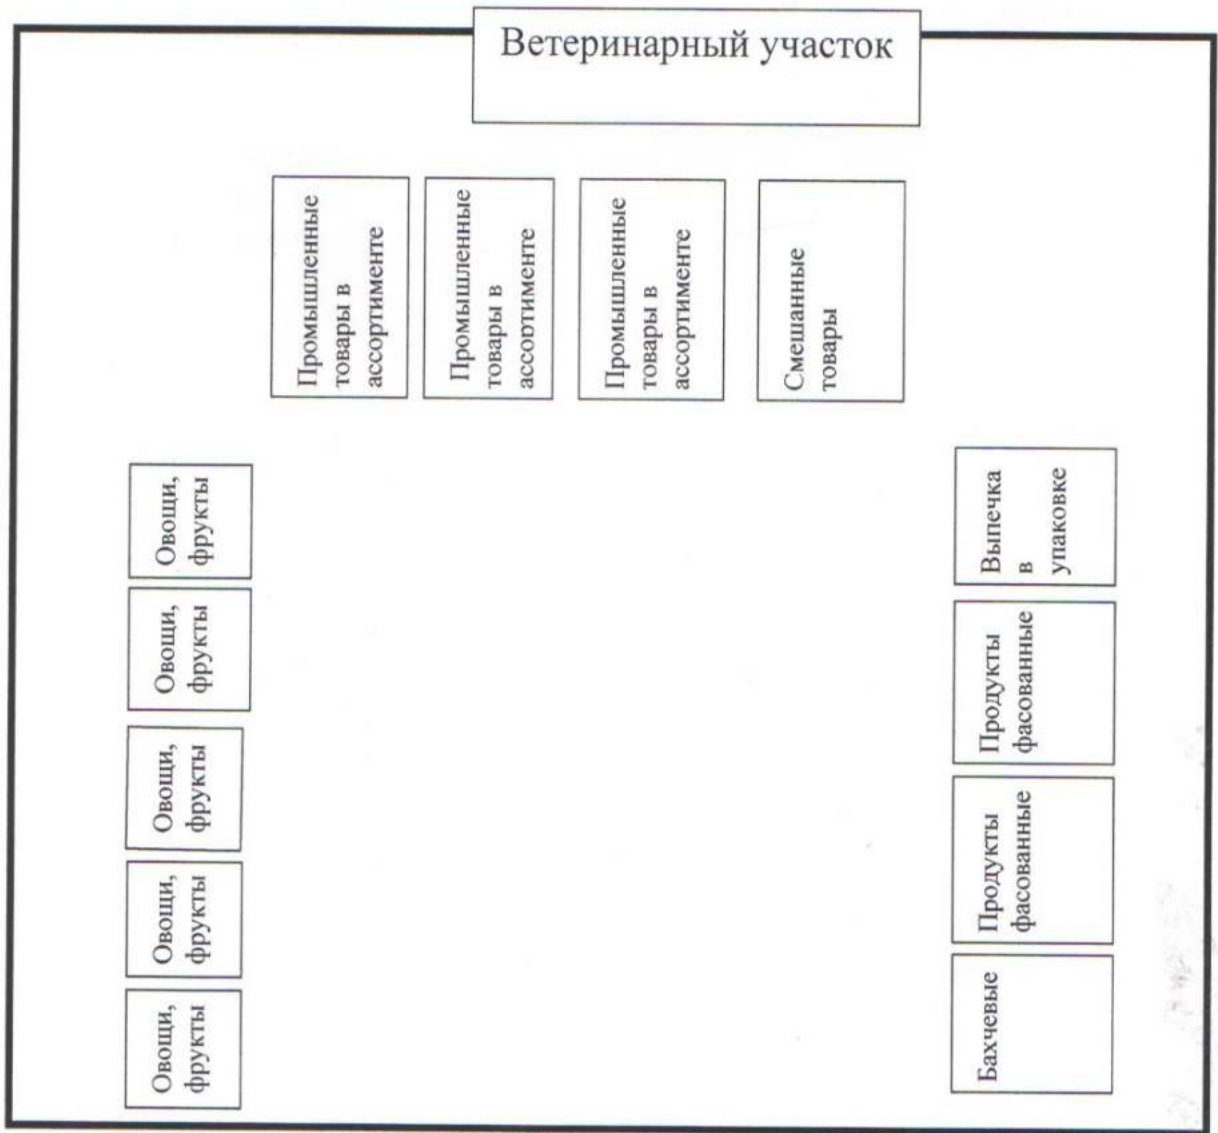 Ветеринарный участок
Промышленные
товары в
ассортименте
Промышленные
товары в
ассортименте
Промышленные
товары в
ассортименте
Смешанные
товары
Овощи,
фрукты
Овощи,
фрукты
Овощи,
фрукты
Овощи,
фрукты
Овощи,
фрукты
Выпечка
в
упаковке
Продукты
фасованные
Продукты
фасованные
Бахчевые